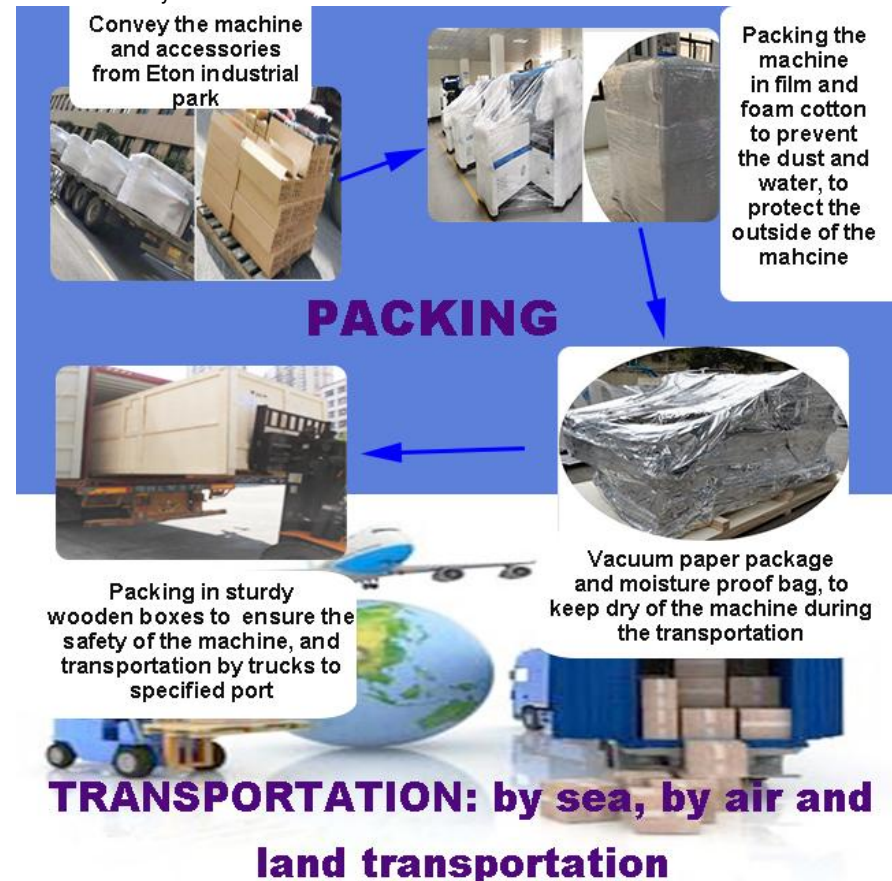 Convey the machine
and accessories
from Eton industrial
park
Packing the
machine
in film and
foam cotton
to prevent
the dust and
water, to
protect the
outside of the
mahcine
PACKING
Vacuum paper package
and moisture proof bag, to
keep dry of the machine during
the transportation
Packing in sturdy
wooden boxes to ensure the
safety of the machine, and
transportation by trucks to
specified port
TRANSPORTATION: by sea, by air and
land transportation